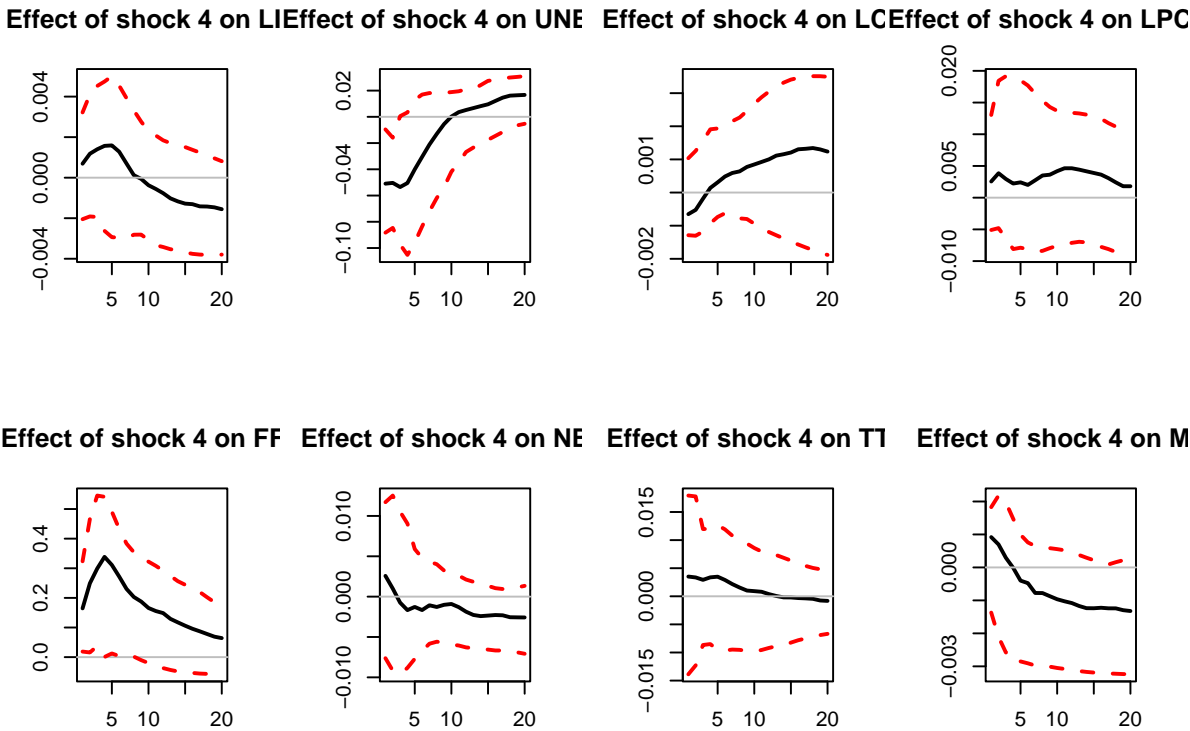 Effect of shock 4 on LI
Effect of shock 4 on UNE
Effect of shock 4 on LC
Effect of shock 4 on LPC
−0.004 0.000 0.004
5 10 20
−0.10 −0.04 0.02
5 10 20
−0.002 0.001
5 10 20
−0.010 0.005 0.020
5 10 20
Effect of shock 4 on FF
Effect of shock 4 on NE
Effect of shock 4 on TT
Effect of shock 4 on M
0.0 0.2 0.4
5 10 20
−0.010 0.000 0.010
5 10 20
−0.015 0.000 0.015
5 10 20
−0.003 0.000
5 10 20